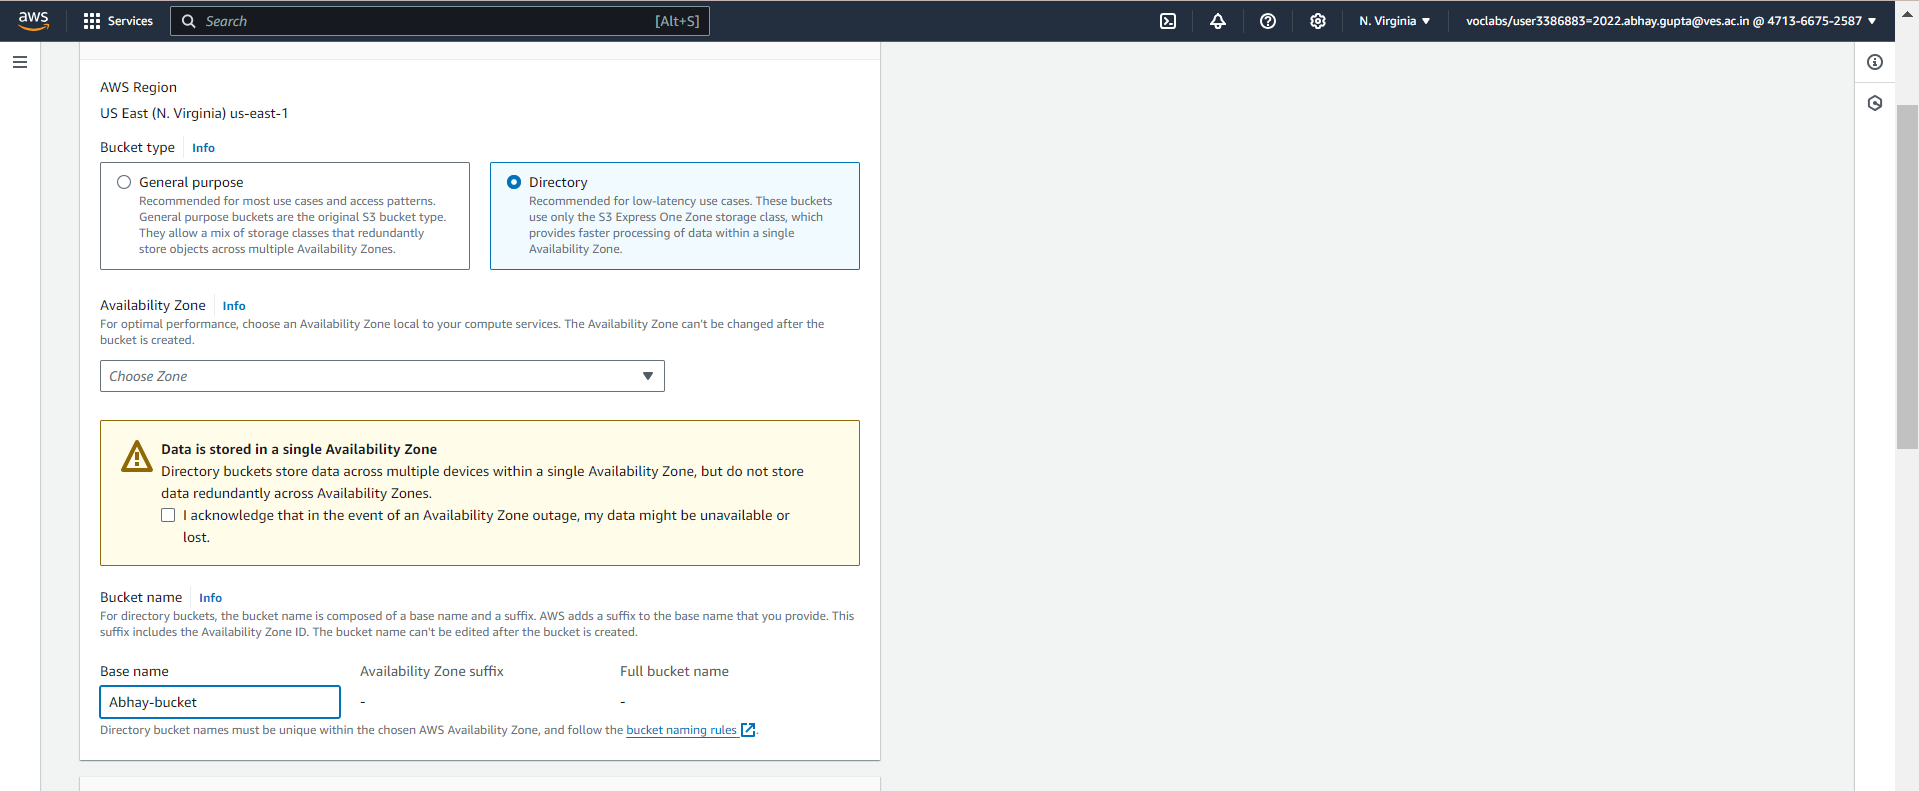 aws Services Search [Alt+S] N. Virginia voclabs/user3386883=2022.abhay.gupta@ves.ac.in @ 4713-6675-2587
AWS Region
US East (N. Virginia) us-east-1
Bucket type Info
General purpose
Recommended for most use cases and access patterns.
General purpose buckets are the original S3 bucket type.
They allow a mix of storage classes that redundantly
store objects across multiple Availability Zones.
Directory
Recommended for low-latency use cases. These buckets
use only the S3 Express One Zone storage class, which
provides faster processing of data within a single
Availability Zone.
Availability Zone Info
For optimal performance, choose an Availability Zone local to your compute services. The Availability Zone can't be changed after the
bucket is created.
Choose Zone
Data is stored in a single Availability Zone
Directory buckets store data across multiple devices within a single Availability Zone, but do not store
data redundantly across Availability Zones.
I acknowledge that in the event of an Availability Zone outage, my data might be unavailable or
lost.
Bucket name Info
For directory buckets, the bucket name is composed of a base name and a suffix. AWS adds a suffix to the base name that you provide. This
suffix includes the Availability Zone ID. The bucket name can't be edited after the bucket is created.
Base name Availability Zone suffix Full bucket name
Abhay-bucket - -
Directory bucket names must be unique within the chosen AWS Availability Zone, and follow the bucket naming rules.